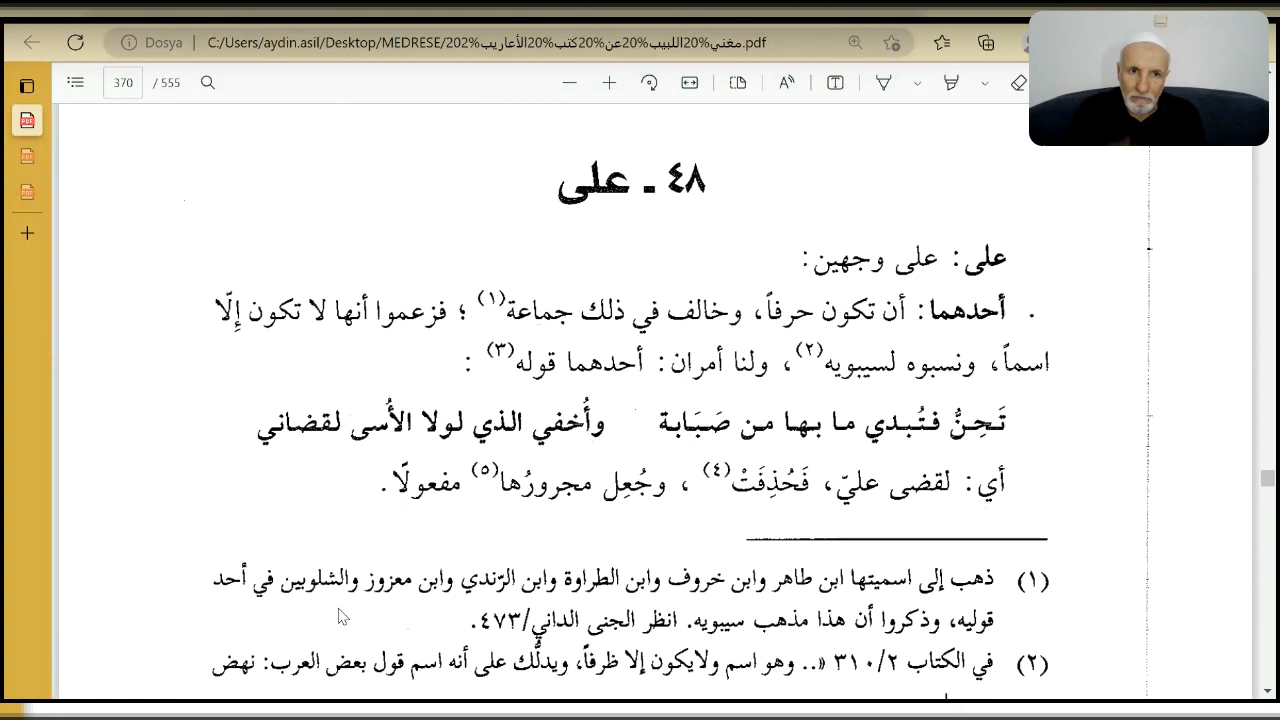 Dosya
C:/Users/aydin.asil/Desktop/MEDRESE/202%مغني%20اللبيب%20عن%20كتب%20الأعاريب.pdf
370 / 555
٤٨ ـ على
على : على وجهين :
. أحدهما : أن تكون حرفاً، وخالف في ذلك جماعة(١) ؛ فزعموا أنها لا تكون إِلّا
اسماً، ونسبوه لسيبويه(٢)، ولنا أمران : أحدهما قوله(٣) :
تَحِنُّ فتُبدي ما بها من صَبَابة وأُخفي الذي لولا الأُسى لقضاني
أي : لقضى عليّ، فَحُذِفَتْ(٤) ، وجُعِل مجرورُها(٥) مفعولًا .
(١) ذهب إلى اسميتها ابن طاهر وابن خروف وابن الطراوة وابن الرّندي وابن معزوز والشلوبين في أحد
قوليه، وذكروا أن هذا مذهب سيبويه. انظر الجنى الداني/٤٧٣.
(٢) في الكتاب ٣١٠/٢ «.. وهو اسم ولايكون إلا ظرفاً، ويدلُّك على أنه اسم قول بعض العرب: نهض